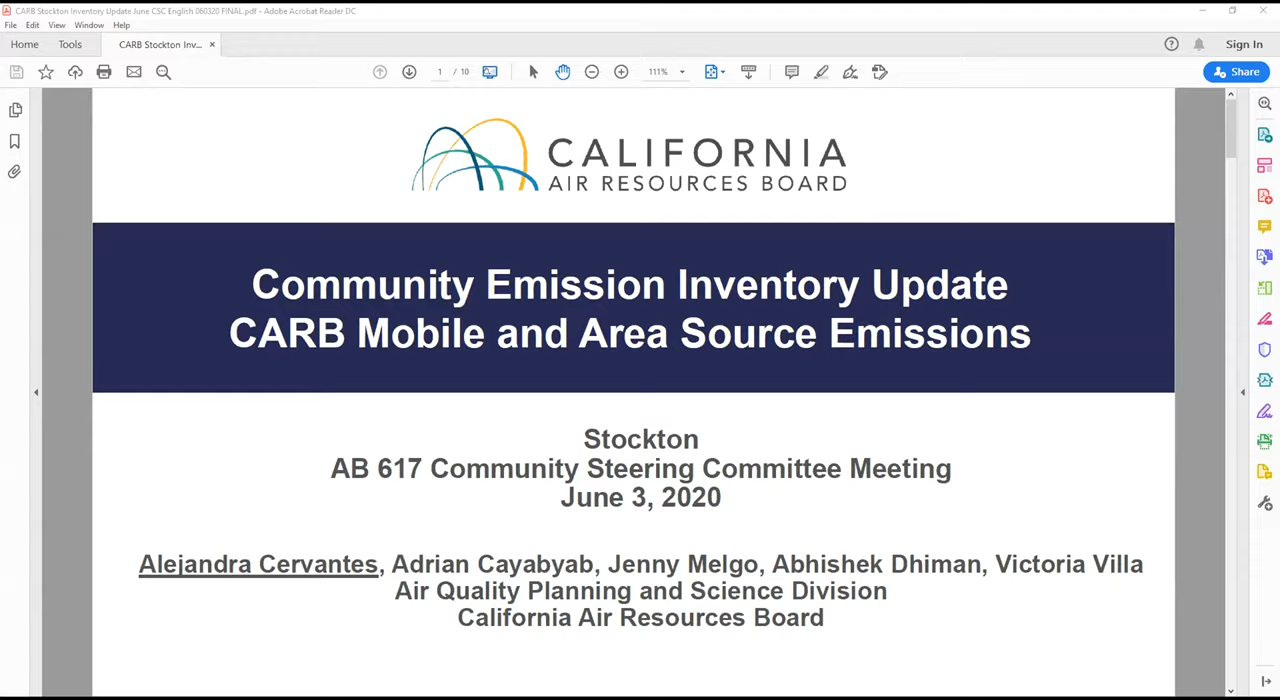 CARB Stockton Inventory Update June CSC English 060320 FINAL.pdf - Adobe Acrobat Reader DC
File Edit View Window Help
Home Tools CARB Stockton Inv... × Sign In
1 / 10 111% Share
CALIFORNIA
AIR RESOURCES BOARD
Community Emission Inventory Update
CARB Mobile and Area Source Emissions
Stockton
AB 617 Community Steering Committee Meeting
June 3, 2020
Alejandra Cervantes, Adrian Cayabyab, Jenny Melgo, Abhishek Dhiman, Victoria Villa
Air Quality Planning and Science Division
California Air Resources Board